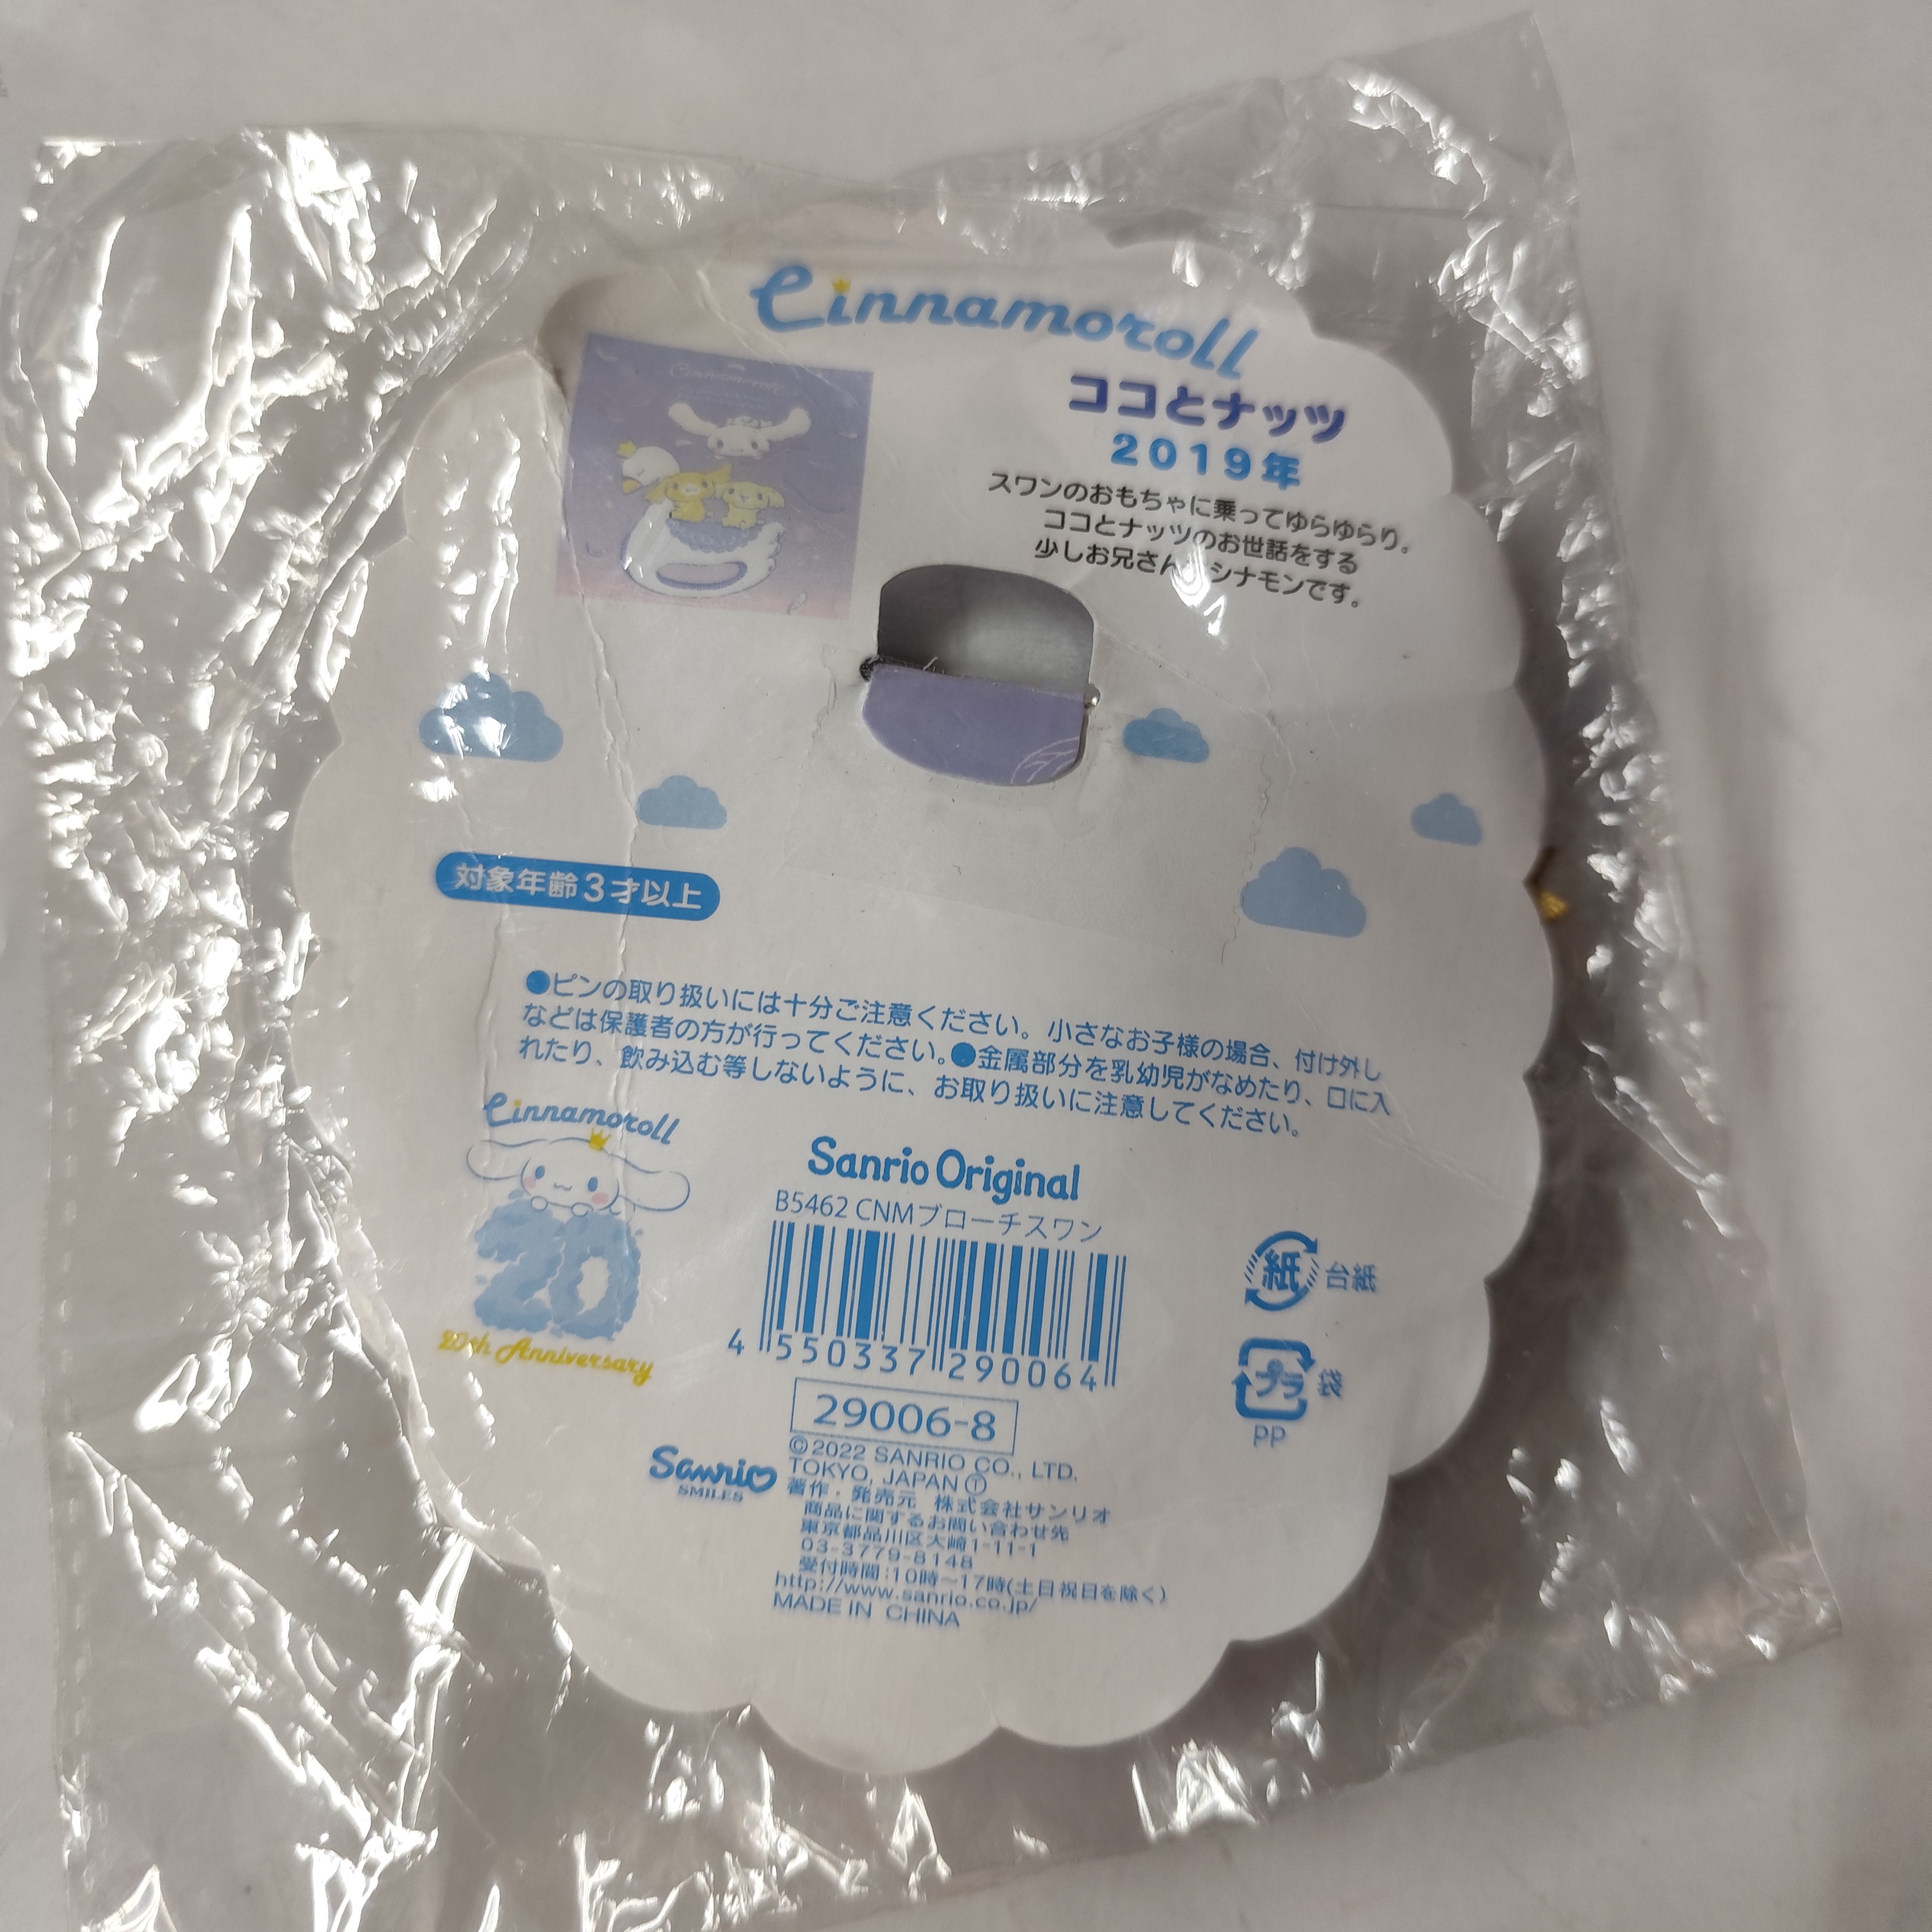 Cinnamoroll
Cinnamoroll
ココとナッツ
2019年
スワンのおもちゃに乗ってゆらゆらり。
ココとナッツのお世話をする
少しお兄さん シナモンです。
対象年齢3才以上
●ピンの取り扱いには十分ご注意ください。小さなお子様の場合、付け外し
などは保護者の方が行ってください。●金属部分を乳幼児がなめたり、口に入
れたり、飲み込む等しないように、お取り扱いに注意してください。
Cinnamoroll
20
20th Anniversary
Sanrio Original
B5462 CNMブローチスワン
4 550337 290064
29006-8
紙 台紙
プラ 袋
PP
Sanrio
SMILES
©2022 SANRIO CO., LTD.
TOKYO, JAPAN Ⓣ
著作・発売元 株式会社サンリオ
商品に関するお問い合わせ先
東京都品川区大崎1-11-1
03-3779-8148
受付時間:10時~17時(土日祝日を除く)
http://www.sanrio.co.jp/
MADE IN CHINA